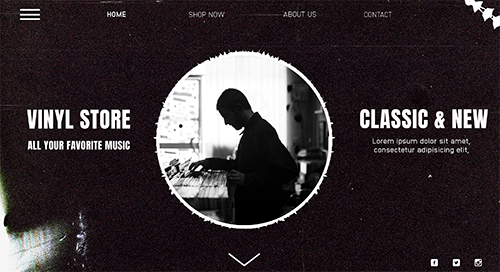 HOME
SHOP NOW
ABOUT US
CONTACT
VINYL STORE
ALL YOUR FAVORITE MUSIC
CLASSIC & NEW
Lorem ipsum dolor sit amet,
consectetur adipisicing elit,